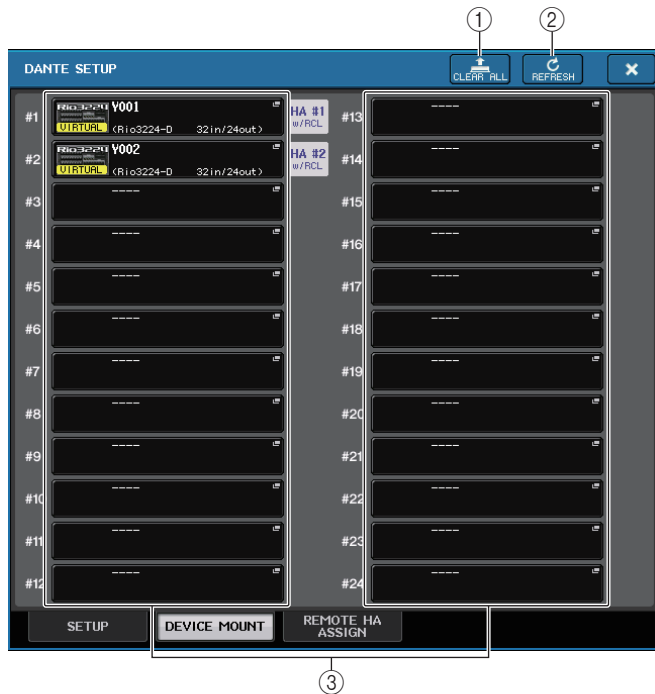 ① ②
DANTE SETUP CLEAR ALL REFRESH ×
#1 Rio3224 Y001 VIRTUAL (Rio3224-D 32in/24out) HA #1 w/RCL #13 ----
#2 Rio3224 Y002 VIRTUAL (Rio3224-D 32in/24out) HA #2 w/RCL #14 ----
#3 ---- #15 ----
#4 ---- #16 ----
#5 ---- #17 ----
#6 ---- #18 ----
#7 ---- #19 ----
#8 ---- #20 ----
#9 ---- #21 ----
#10 ---- #22 ----
#11 ---- #23 ----
#12 ---- #24 ----
SETUP DEVICE MOUNT REMOTE HA ASSIGN
③